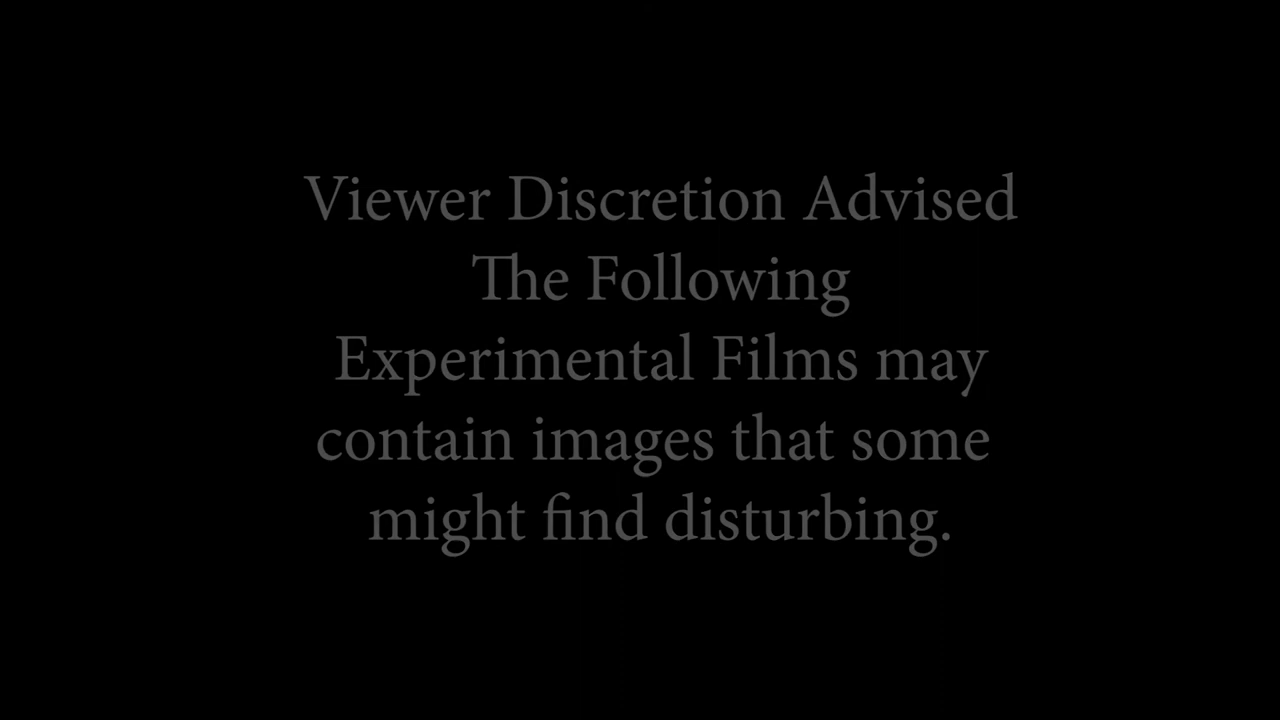 Viewer Discretion Advised
The Following
Experimental Films may
contain images that some
might find disturbing.